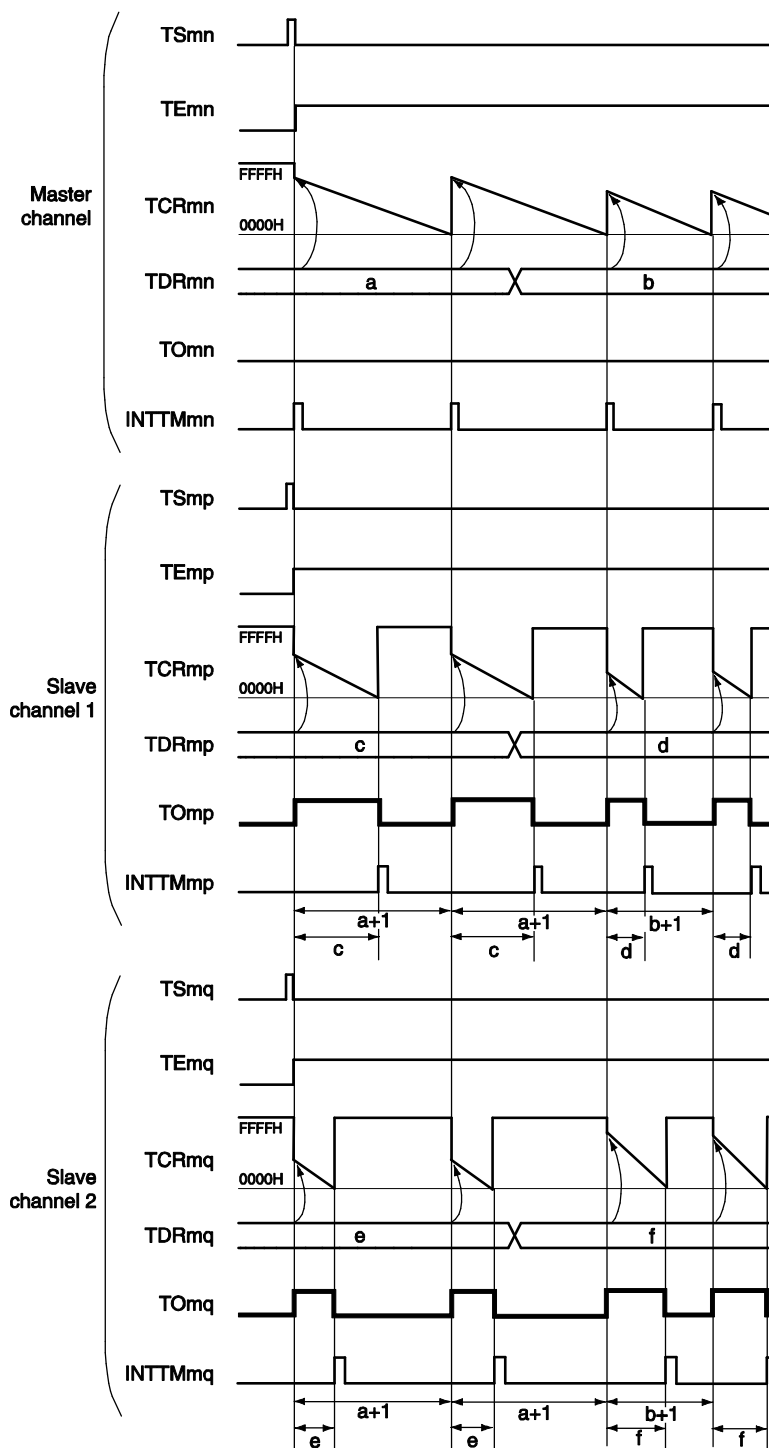 TSmn
TEmn
FFFFH
Master
channel
TCRmn
0000H
TDRmn
a
b
TOmn
INTTMmn
TSmp
TEmp
FFFFH
TCRmp
Slave
channel 1
0000H
TDRmp
c
d
TOmp
INTTMmp
a+1
a+1
b+1
c
c
d
d
TSmq
TEmq
FFFFH
TCRmq
Slave
channel 2
0000H
TDRmq
e
f
TOmq
INTTMmq
a+1
a+1
b+1
e
e
f
f